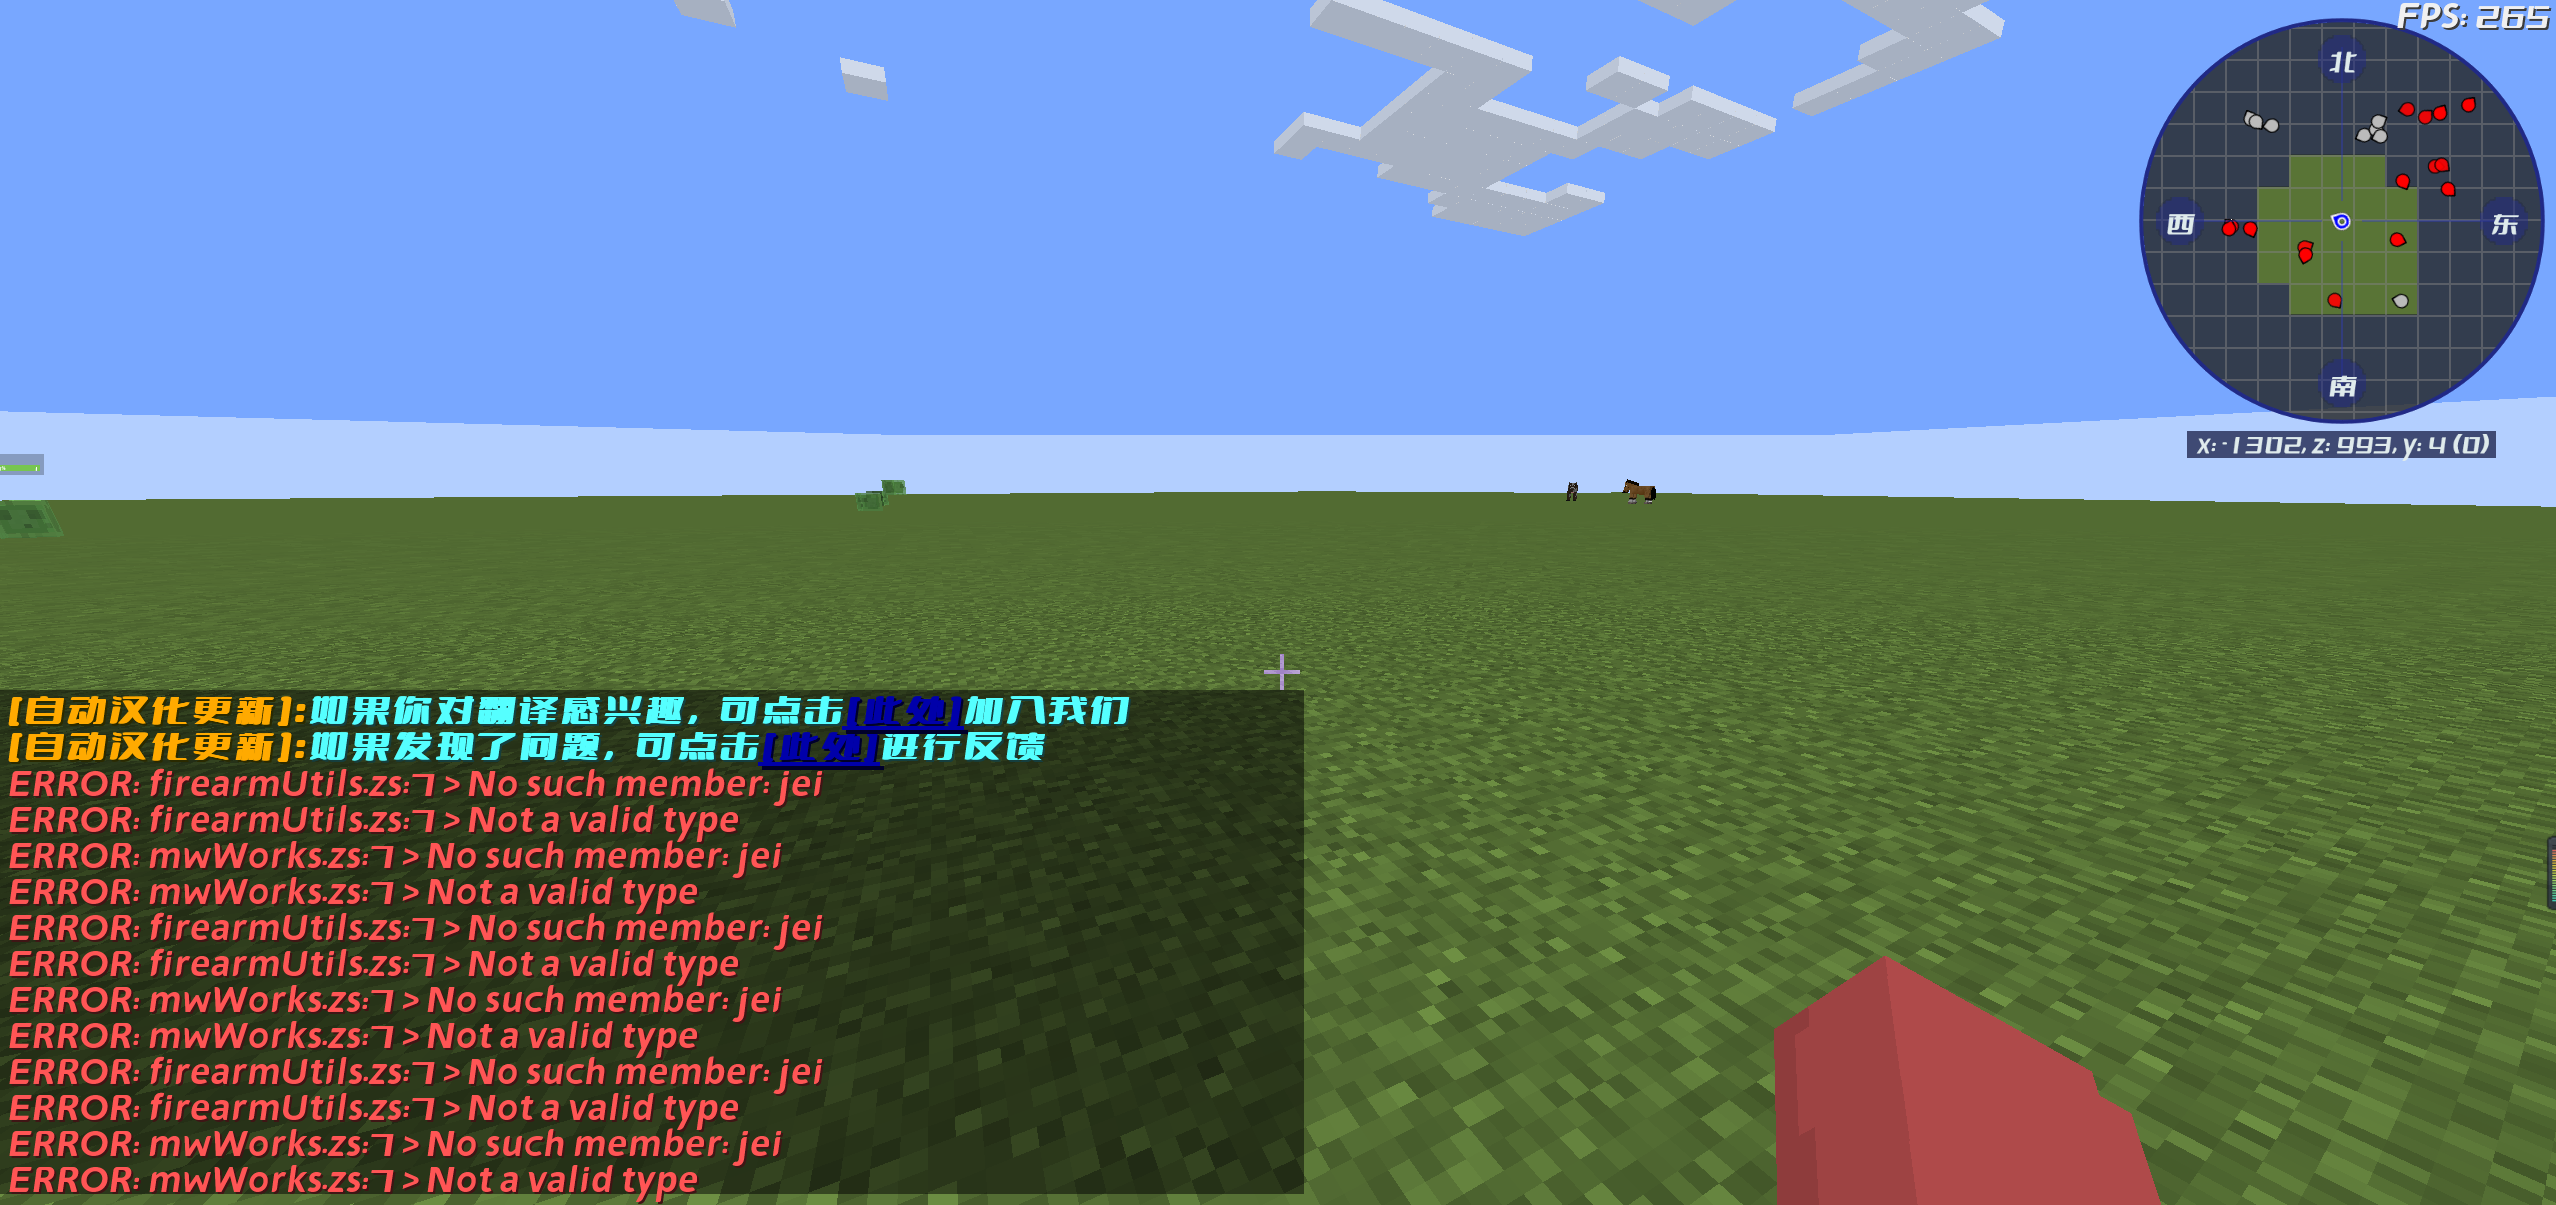 FPS: 265
北
西
东
南
x: -1302, z: 993, y: 4 (0)
[自动汉化更新]:如果你对翻译感兴趣, 可点击[此处]加入我们
[自动汉化更新]:如果发现了问题, 可点击[此处]进行反馈
ERROR: firearmUtils.zs:7 > No such member: jei
ERROR: firearmUtils.zs:7 > Not a valid type
ERROR: mwWorks.zs:7 > No such member: jei
ERROR: mwWorks.zs:7 > Not a valid type
ERROR: firearmUtils.zs:7 > No such member: jei
ERROR: firearmUtils.zs:7 > Not a valid type
ERROR: mwWorks.zs:7 > No such member: jei
ERROR: mwWorks.zs:7 > Not a valid type
ERROR: firearmUtils.zs:7 > No such member: jei
ERROR: firearmUtils.zs:7 > Not a valid type
ERROR: mwWorks.zs:7 > No such member: jei
ERROR: mwWorks.zs:7 > Not a valid type